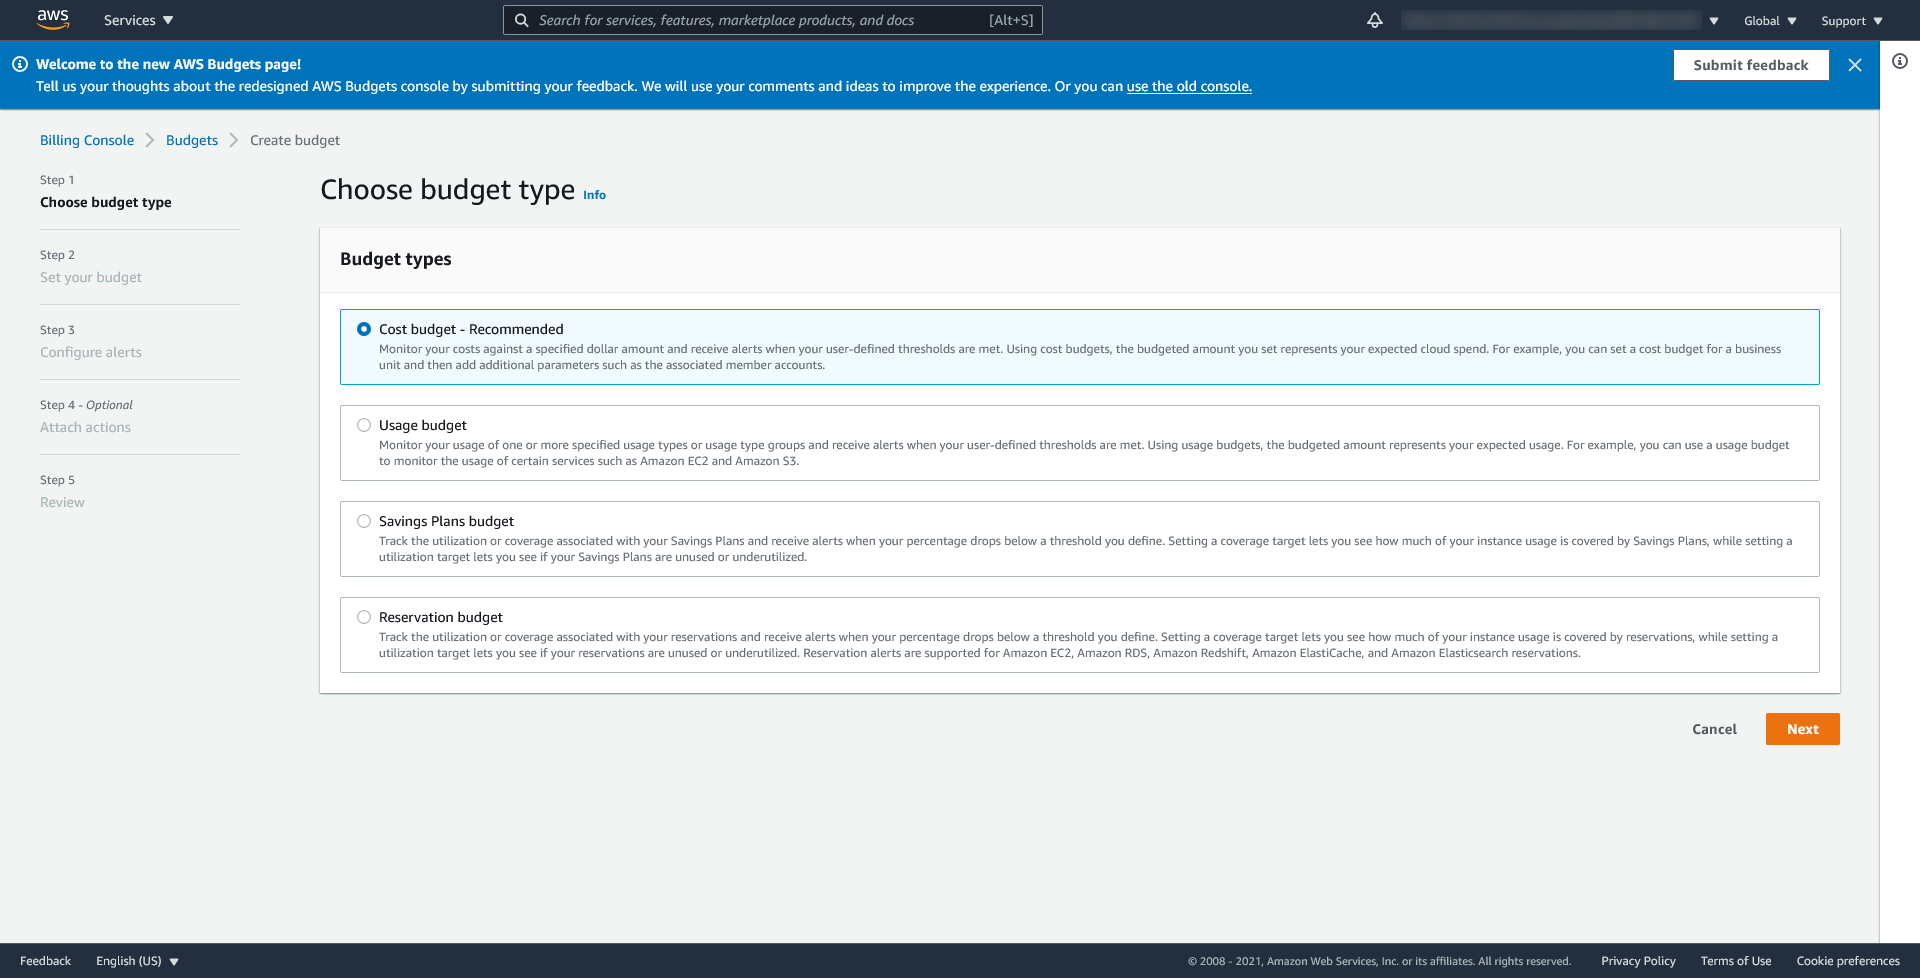 aws
Services
Search for services, features, marketplace products, and docs [Alt+S]
Global
Support
Welcome to the new AWS Budgets page!
Tell us your thoughts about the redesigned AWS Budgets console by submitting your feedback. We will use your comments and ideas to improve the experience. Or you can use the old console.
Submit feedback
Billing Console
Budgets
Create budget
Step 1
Choose budget type
Step 2
Set your budget
Step 3
Configure alerts
Step 4 - Optional
Attach actions
Step 5
Review
Choose budget type Info
Budget types
Cost budget - Recommended
Monitor your costs against a specified dollar amount and receive alerts when your user-defined thresholds are met. Using cost budgets, the budgeted amount you set represents your expected cloud spend. For example, you can set a cost budget for a business
unit and then add additional parameters such as the associated member accounts.
Usage budget
Monitor your usage of one or more specified usage types or usage type groups and receive alerts when your user-defined thresholds are met. Using usage budgets, the budgeted amount represents your expected usage. For example, you can use a usage budget
to monitor the usage of certain services such as Amazon EC2 and Amazon S3.
Savings Plans budget
Track the utilization or coverage associated with your Savings Plans and receive alerts when your percentage drops below a threshold you define. Setting a coverage target lets you see how much of your instance usage is covered by Savings Plans, while setting a
utilization target lets you see if your Savings Plans are unused or underutilized.
Reservation budget
Track the utilization or coverage associated with your reservations and receive alerts when your percentage drops below a threshold you define. Setting a coverage target lets you see how much of your instance usage is covered by reservations, while setting a
utilization target lets you see if your reservations are unused or underutilized. Reservation alerts are supported for Amazon EC2, Amazon RDS, Amazon Redshift, Amazon ElastiCache, and Amazon Elasticsearch reservations.
Cancel
Next
Feedback
English (US)
© 2008 - 2021, Amazon Web Services, Inc. or its affiliates. All rights reserved.
Privacy Policy
Terms of Use
Cookie preferences